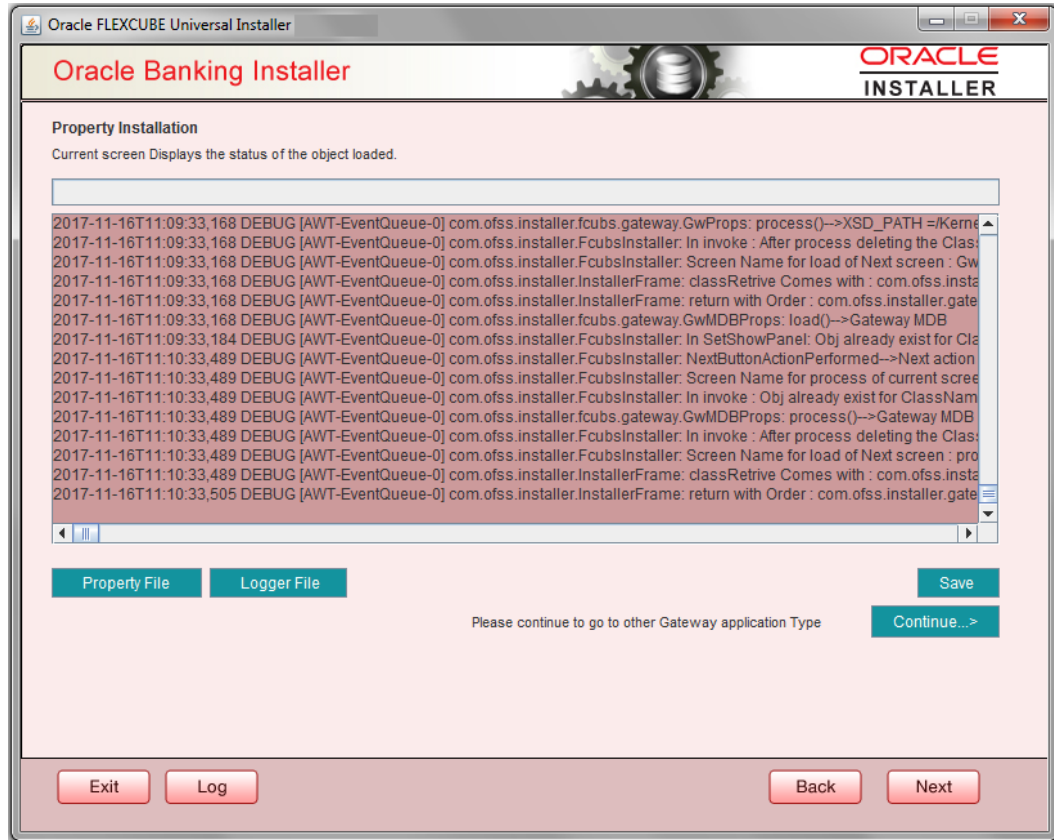 Oracle FLEXCUBE Universal Installer
Oracle Banking Installer
ORACLE
INSTALLER
Property Installation
Current screen Displays the status of the object loaded.
2017-11-16T11:09:33,168 DEBUG [AWT-EventQueue-0] com.ofss.installer.fcubs.gateway.GwProps: process()-->XSD_PATH =/Kerne
2017-11-16T11:09:33,168 DEBUG [AWT-EventQueue-0] com.ofss.installer.FcubsInstaller: In invoke : After process deleting the Clas
2017-11-16T11:09:33,168 DEBUG [AWT-EventQueue-0] com.ofss.installer.FcubsInstaller: Screen Name for load of Next screen : Gw
2017-11-16T11:09:33,168 DEBUG [AWT-EventQueue-0] com.ofss.installer.InstallerFrame: classRetrive Comes with : com.ofss.insta
2017-11-16T11:09:33,168 DEBUG [AWT-EventQueue-0] com.ofss.installer.InstallerFrame: return with Order : com.ofss.installer.gate
2017-11-16T11:09:33,168 DEBUG [AWT-EventQueue-0] com.ofss.installer.fcubs.gateway.GwMDBProps: load()-->Gateway MDB
2017-11-16T11:09:33,184 DEBUG [AWT-EventQueue-0] com.ofss.installer.FcubsInstaller: In SetShowPanel: Obj already exist for Cla
2017-11-16T11:10:33,489 DEBUG [AWT-EventQueue-0] com.ofss.installer.FcubsInstaller: NextButtonActionPerformed-->Next action
2017-11-16T11:10:33,489 DEBUG [AWT-EventQueue-0] com.ofss.installer.FcubsInstaller: Screen Name for process of current scree
2017-11-16T11:10:33,489 DEBUG [AWT-EventQueue-0] com.ofss.installer.FcubsInstaller: In invoke : Obj already exist for ClassNam
2017-11-16T11:10:33,489 DEBUG [AWT-EventQueue-0] com.ofss.installer.fcubs.gateway.GwMDBProps: process()-->Gateway MDB
2017-11-16T11:10:33,489 DEBUG [AWT-EventQueue-0] com.ofss.installer.FcubsInstaller: In invoke : After process deleting the Clas
2017-11-16T11:10:33,489 DEBUG [AWT-EventQueue-0] com.ofss.installer.FcubsInstaller: Screen Name for load of Next screen : pro
2017-11-16T11:10:33,489 DEBUG [AWT-EventQueue-0] com.ofss.installer.InstallerFrame: classRetrive Comes with : com.ofss.insta
2017-11-16T11:10:33,505 DEBUG [AWT-EventQueue-0] com.ofss.installer.InstallerFrame: return with Order : com.ofss.installer.gate
Property File Logger File Save
Please continue to go to other Gateway application Type Continue...>
Exit Log Back Next